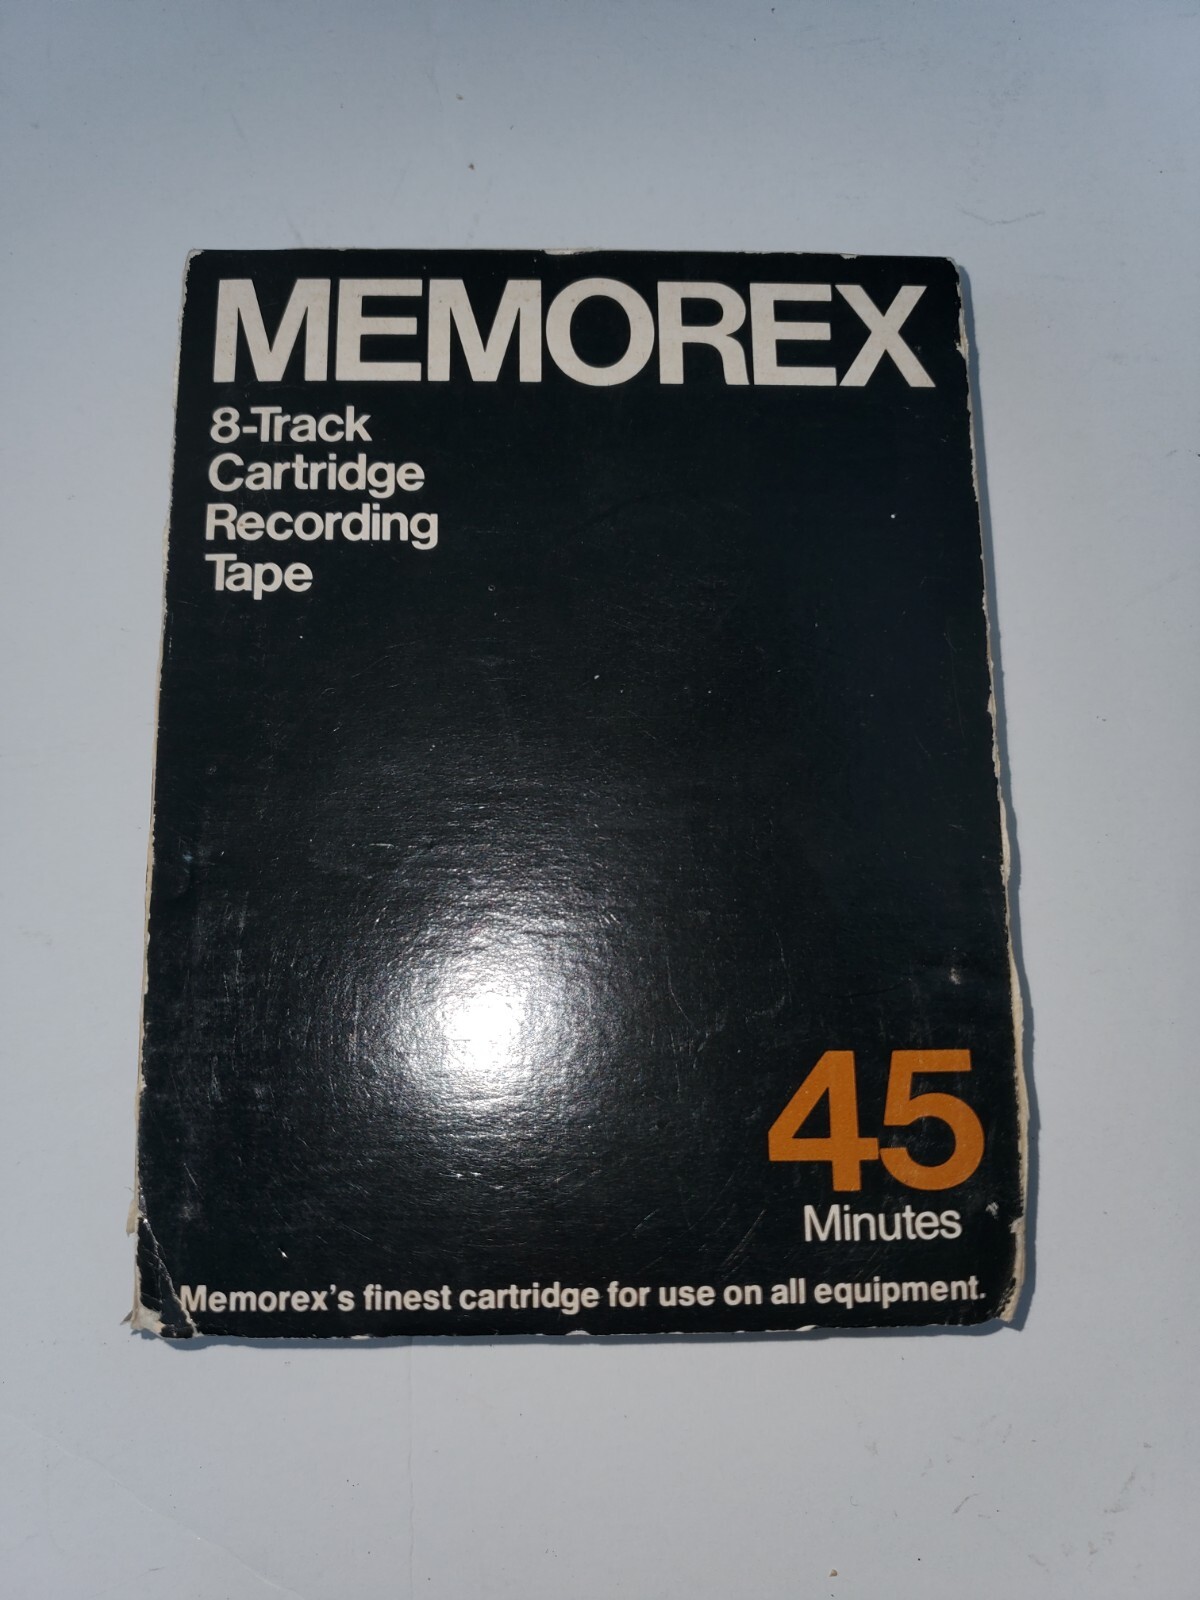 MEMOREX
8-Track
Cartridge
Recording
Tape
45
Minutes
Memorex's finest cartridge for use on all equipment.